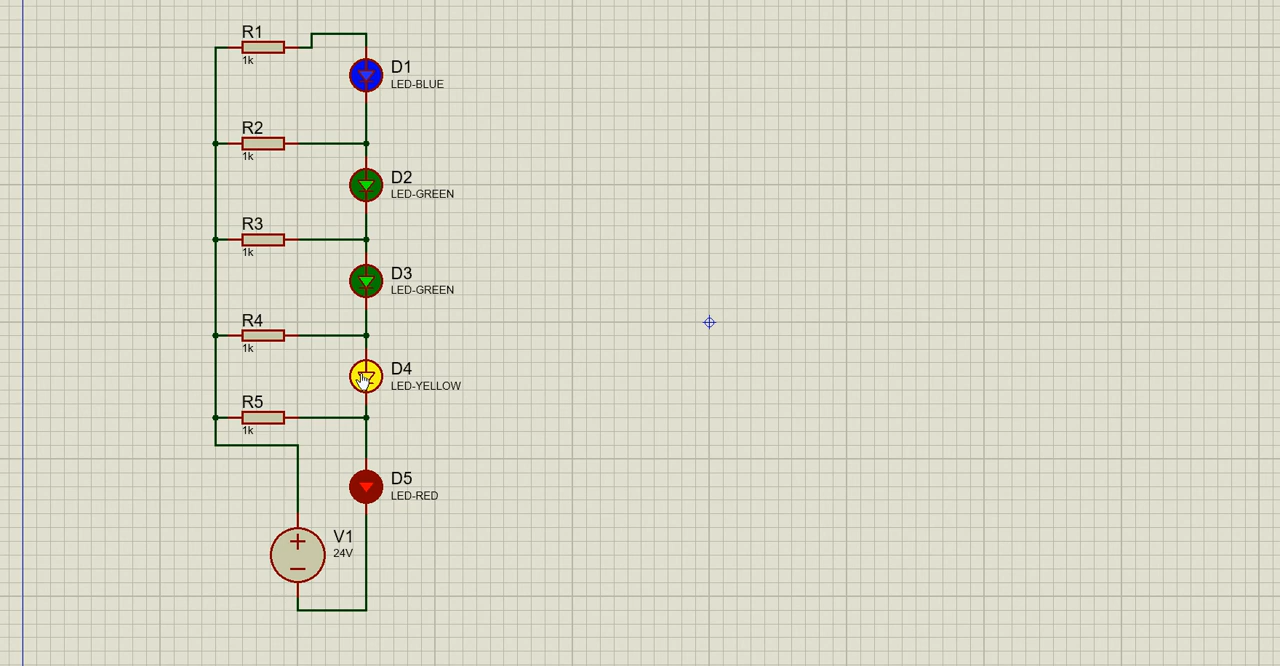 R1
1k
D1
LED-BLUE
R2
1k
D2
LED-GREEN
R3
1k
D3
LED-GREEN
R4
1k
D4
LED-YELLOW
R5
1k
D5
LED-RED
V1
24V